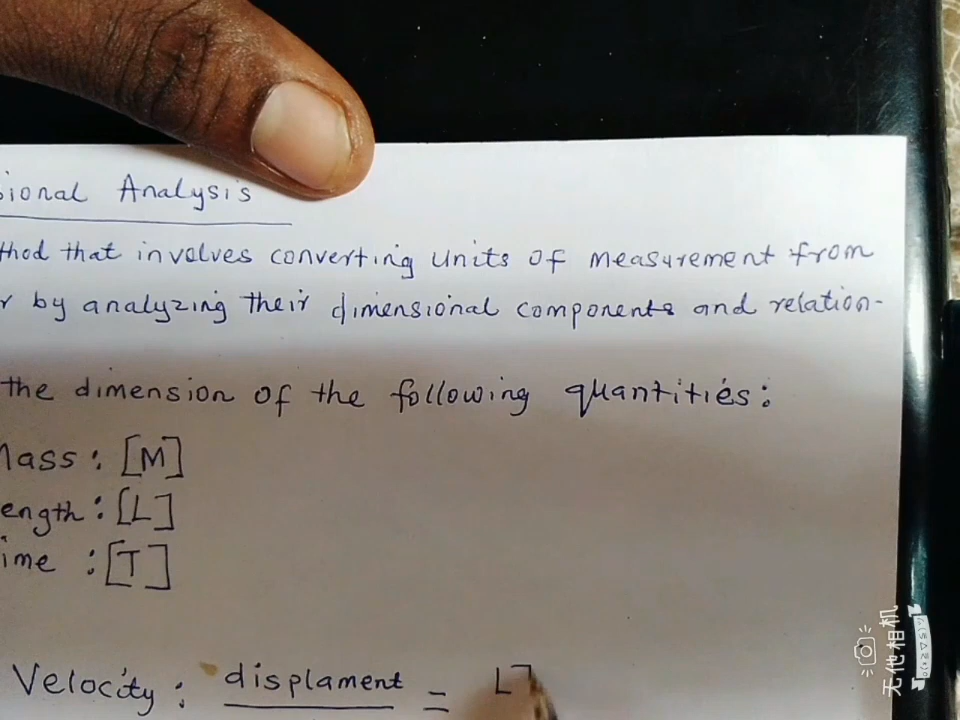 sional Analysis
thod that involves converting units of measurement from
r by analyzing their dimensional components and relation-
the dimension of the following quantities:
Mass: [M]
ength: [L]
ime : [T]
Velocity: displament = L]
无他相机